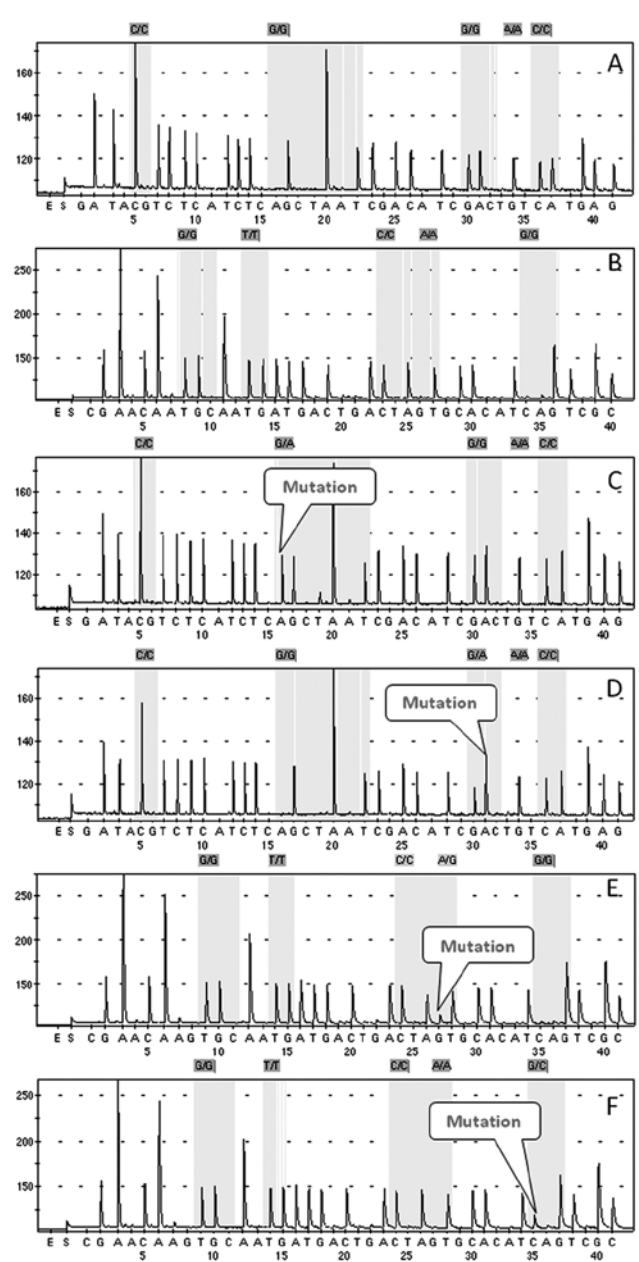 C/C G/G G/G A/A C/C
A
160
140
120
E S G A T A C G T C T C A T C T C A G C T A A T C G A C A T C G A C T G T C A T G A G
5 10 15 20 25 30 35 40
G/G T/T C/C A/A G/G
B
250
200
150
E S C G A A C A A T G C A A T G A T G A C T G A C T A G T G C A C A T C A G T C G C
5 10 15 20 25 30 35 40
C/C G/A G/G A/A C/C
C
160
Mutation
140
120
E S G A T A C G T C T C A T C T C A G C T A A T C G A C A T C G A C T G T C A T G A G
5 10 15 20 25 30 35 40
C/C G/G G/A A/A C/C
D
160
Mutation
140
120
E S G A T A C G T C T C A T C T C A G C T A A T C G A C A T C G A C T G T C A T G A G
5 10 15 20 25 30 35 40
G/G T/T C/C A/G G/G
E
250
200
Mutation
150
E S C G A A C A A G T G C A A T G A T G A C T G A C T A G T G C A C A T C A G T C G C
5 10 15 20 25 30 35 40
G/G T/T C/C A/A G/C
F
250
Mutation
200
150
E S C G A A C A A G T G C A A T G A T G A C T G A C T A G T G C A C A T C A G T C G C
5 10 15 20 25 30 35 40